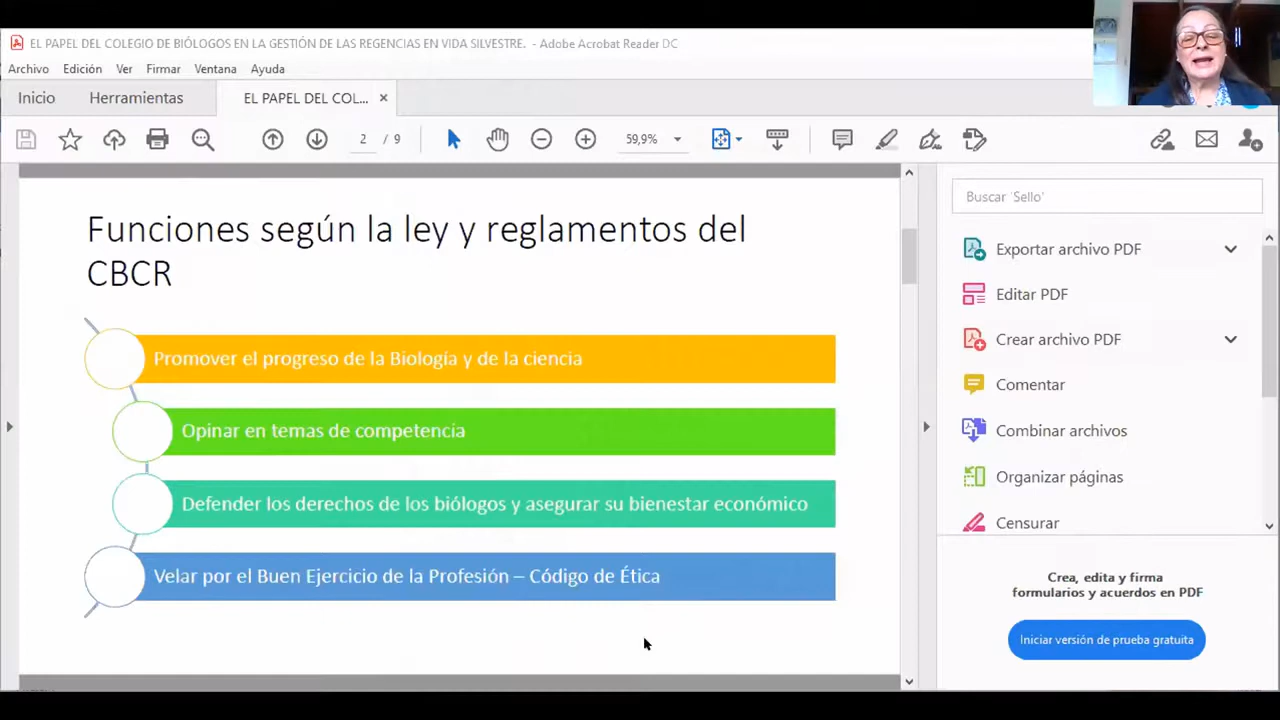 EL PAPEL DEL COLEGIO DE BIÓLOGOS EN LA GESTIÓN DE LAS REGENCIAS EN VIDA SILVESTRE. - Adobe Acrobat Reader DC
Archivo Edición Ver Firmar Ventana Ayuda
Inicio Herramientas EL PAPEL DEL COL... ×
2 / 9 59,9%
Funciones según la ley y reglamentos del
CBCR
Promover el progreso de la Biología y de la ciencia
Opinar en temas de competencia
Defender los derechos de los biólogos y asegurar su bienestar económico
Velar por el Buen Ejercicio de la Profesión – Código de Ética
Buscar 'Sello'
Exportar archivo PDF
Editar PDF
Crear archivo PDF
Comentar
Combinar archivos
Organizar páginas
Censurar
Crea, edita y firma
formularios y acuerdos en PDF
Iniciar versión de prueba gratuita